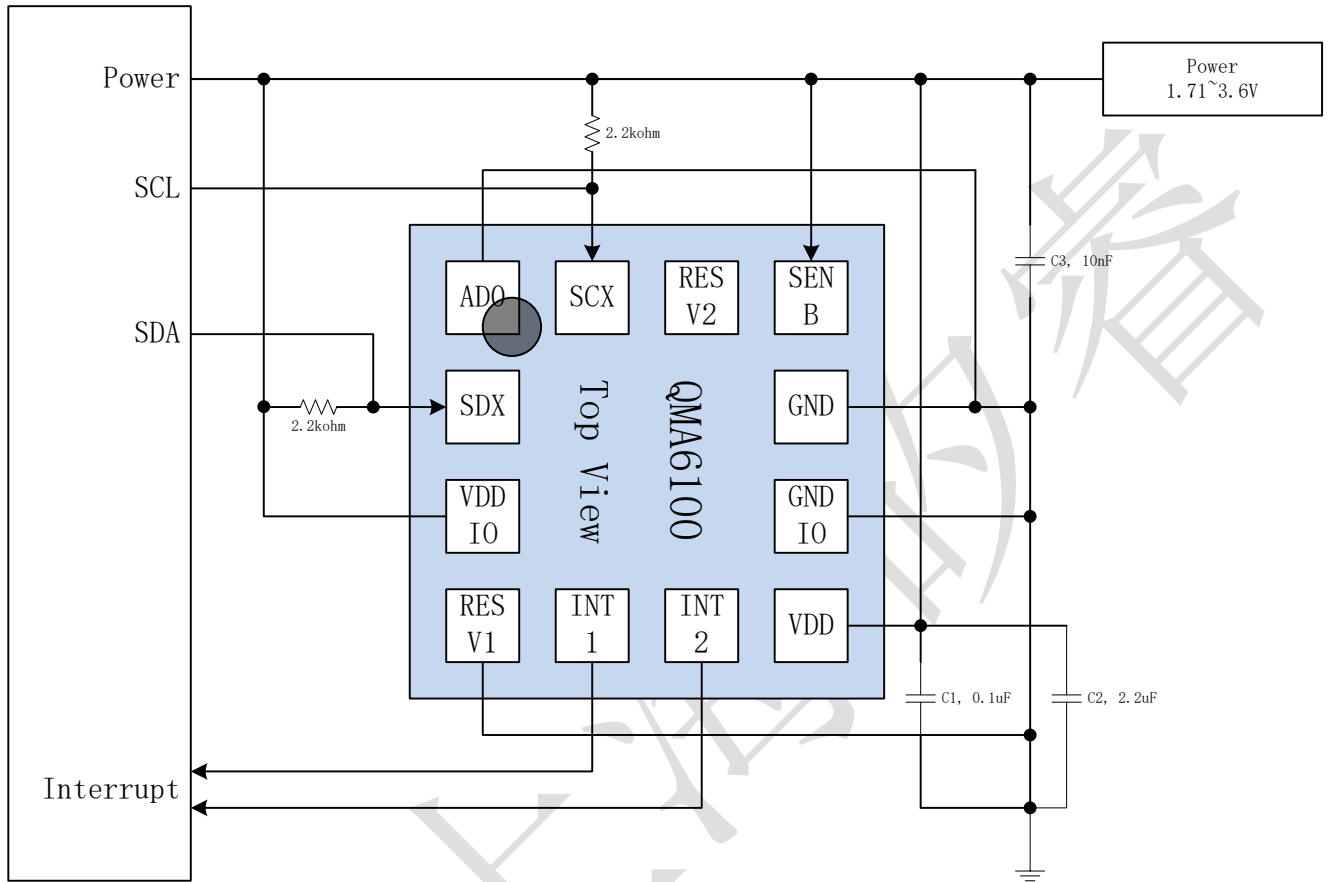 Power
Power
1.71~3.6V
2.2kohm
SCL
C3, 10nF
AD0
SCX
RES
V2
SEN
B
SDA
SDX
GND
2.2kohm
QMA6100
Top View
VDD
IO
GND
IO
RES
V1
INT
1
INT
2
VDD
C1, 0.1uF
C2, 2.2uF
Interrupt